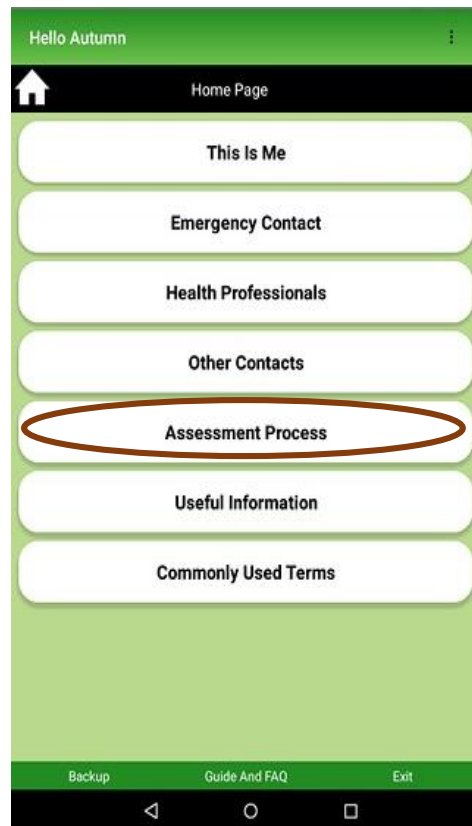 Hello Autumn
Home Page
This Is Me
Emergency Contact
Health Professionals
Other Contacts
Assessment Process
Useful Information
Commonly Used Terms
Backup Guide And FAQ Exit